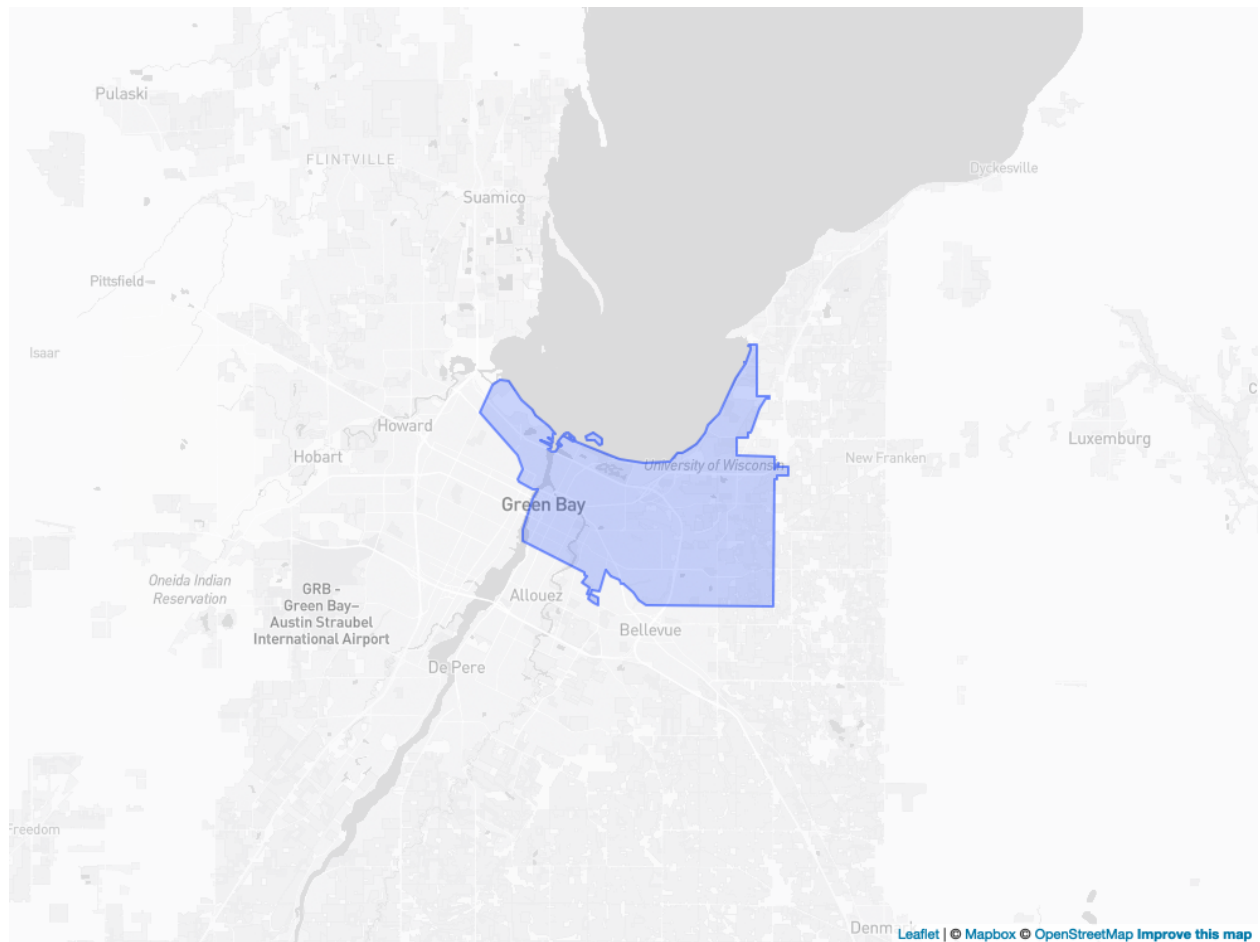 Pulaski
FLINTVILLE
Dyckesville
Suamico
Pittsfield
Isaar
Howard
Hobart
Luxemburg
New Franken
University of Wisconsin
Green Bay
Oneida Indian
Reservation
GRB -
Green Bay–
Austin Straubel
International Airport
Allouez
Bellevue
De Pere
Freedom
Denm
Leaflet | © Mapbox © OpenStreetMap Improve this map